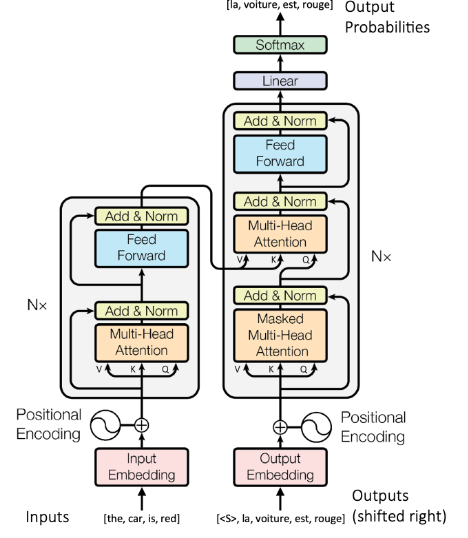 [la, voiture, est, rouge]
Output
Probabilities
Softmax
Linear
Add & Norm
Feed
Forward
Add & Norm
Multi-Head
Attention
V
K
Q
Nx
Add & Norm
Masked
Multi-Head
Attention
V
K
Q
Add & Norm
Feed
Forward
Nx
Add & Norm
Multi-Head
Attention
V
K
Q
Positional
Encoding
Positional
Encoding
Input
Embedding
Output
Embedding
Inputs
[the, car, is, red]
[<S>, la, voiture, est, rouge]
Outputs
(shifted right)